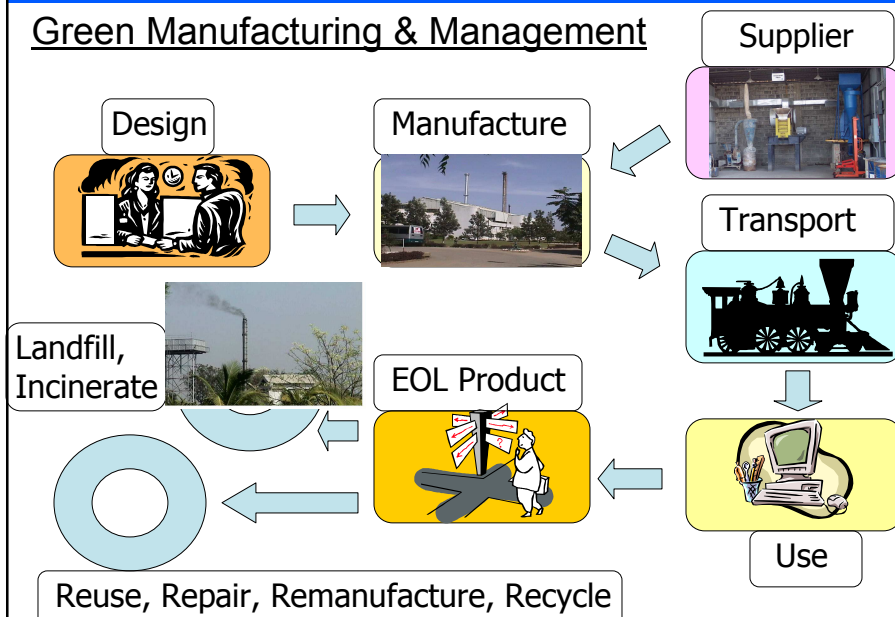 Green Manufacturing & Management
Supplier
Design
Manufacture
Transport
Landfill,
Incinerate
EOL Product
?
Use
Reuse, Repair, Remanufacture, Recycle